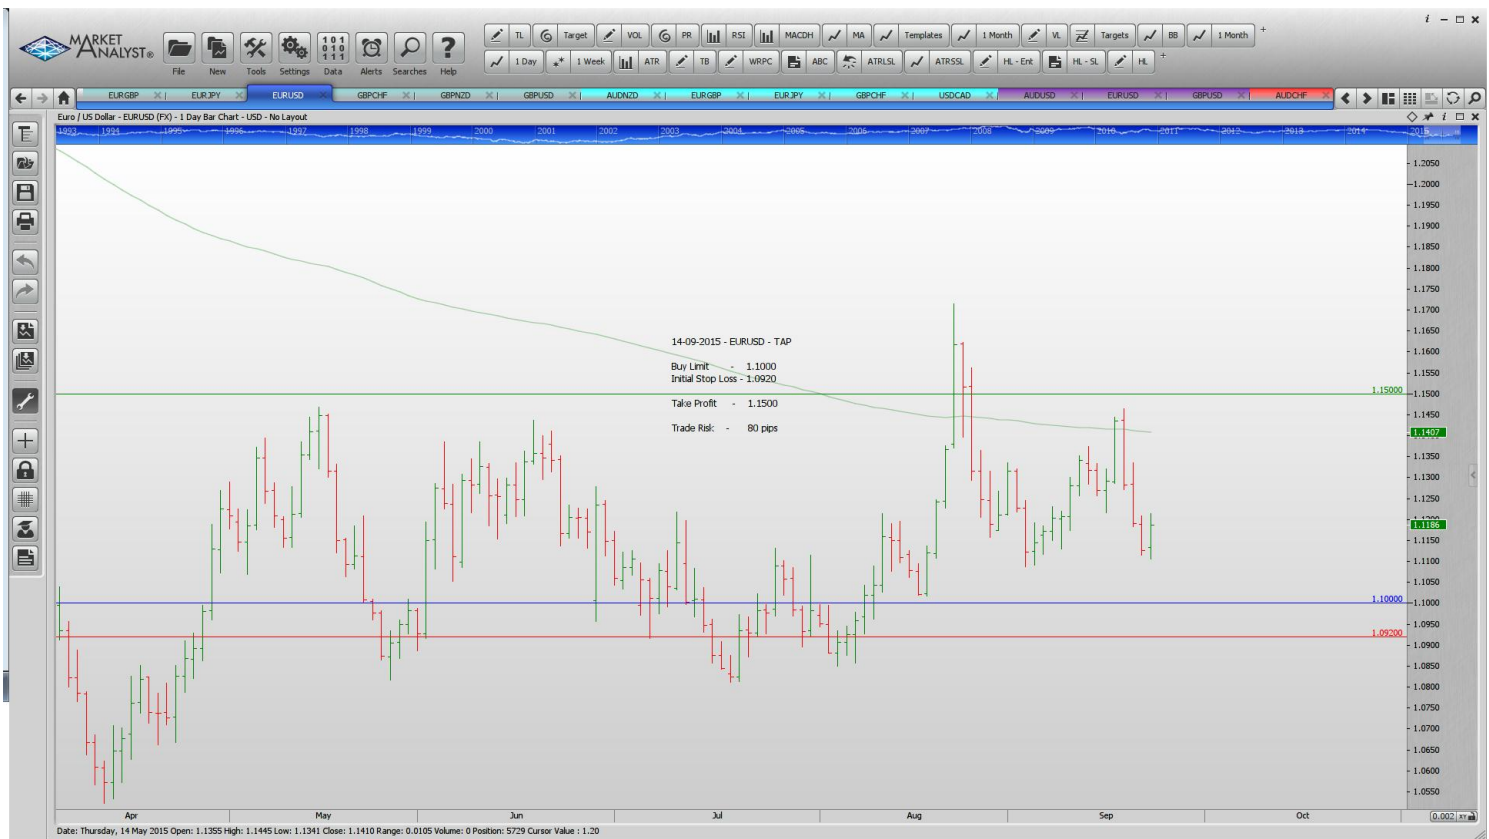 MARKET
ANALYST®
File New Tools Settings Data Alerts Searches Help
TL Target VOL PR RSI MACDH MA Templates 1 Month VL Targets BB 1 Month +
1 Day 1 Week ATR TB WRPC ABC ATRLSL ATRSSL HL - Ent HL - SL HL +
EURGBP EURJPY EURUSD GBPCHF GBPNZD GBPUSD AUDNZD EURGBP EURJPY GBPCHF USDCAD AUDUSD EURUSD GBPUSD AUDCHF
Euro / US Dollar - EURUSD (FX) - 1 Day Bar Chart - USD - No Layout
1993 1994 1995 1996 1997 1998 1999 2000 2001 2002 2003 2004 2005 2006 2007 2008 2009 2010 2011 2012 2013 2014 2015
1.2050
1.2000
1.1950
1.1900
1.1850
1.1800
1.1750
1.1700
1.1650
14-09-2015 - EURUSD - TAP
1.1600
Buy Limit - 1.1000
1.1550
Initial Stop Loss - 1.0920
1.15000
1.1500
Take Profit - 1.1500
1.1450
Trade Risk: - 80 pips
1.1407
1.1350
1.1300
1.1250
1.1200
1.1186
1.1150
1.1100
1.1050
1.10000
1.1000
1.0950
1.09200
1.0900
1.0850
1.0800
1.0750
1.0700
1.0650
1.0600
1.0550
Apr May Jun Jul Aug Sep Oct
0.002 XY
Date: Thursday, 14 May 2015 Open: 1.1355 High: 1.1445 Low: 1.1341 Close: 1.1410 Range: 0.0105 Volume: 0 Position: 5729 Cursor Value : 1.20